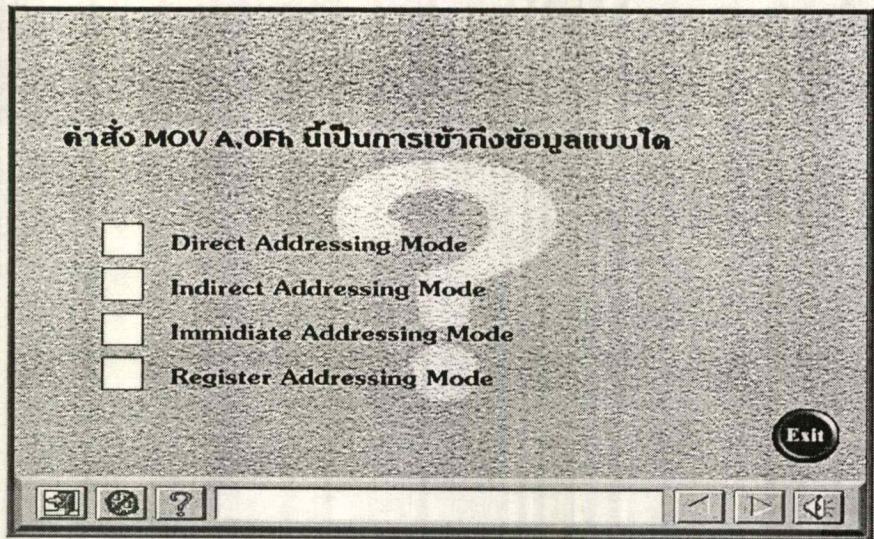 คำสั่ง MOV A,0Fh นี้เป็นการเข้าถึงข้อมูลแบบใด
Direct Addressing Mode
Indirect Addressing Mode
Immidiate Addressing Mode
Register Addressing Mode
Exit